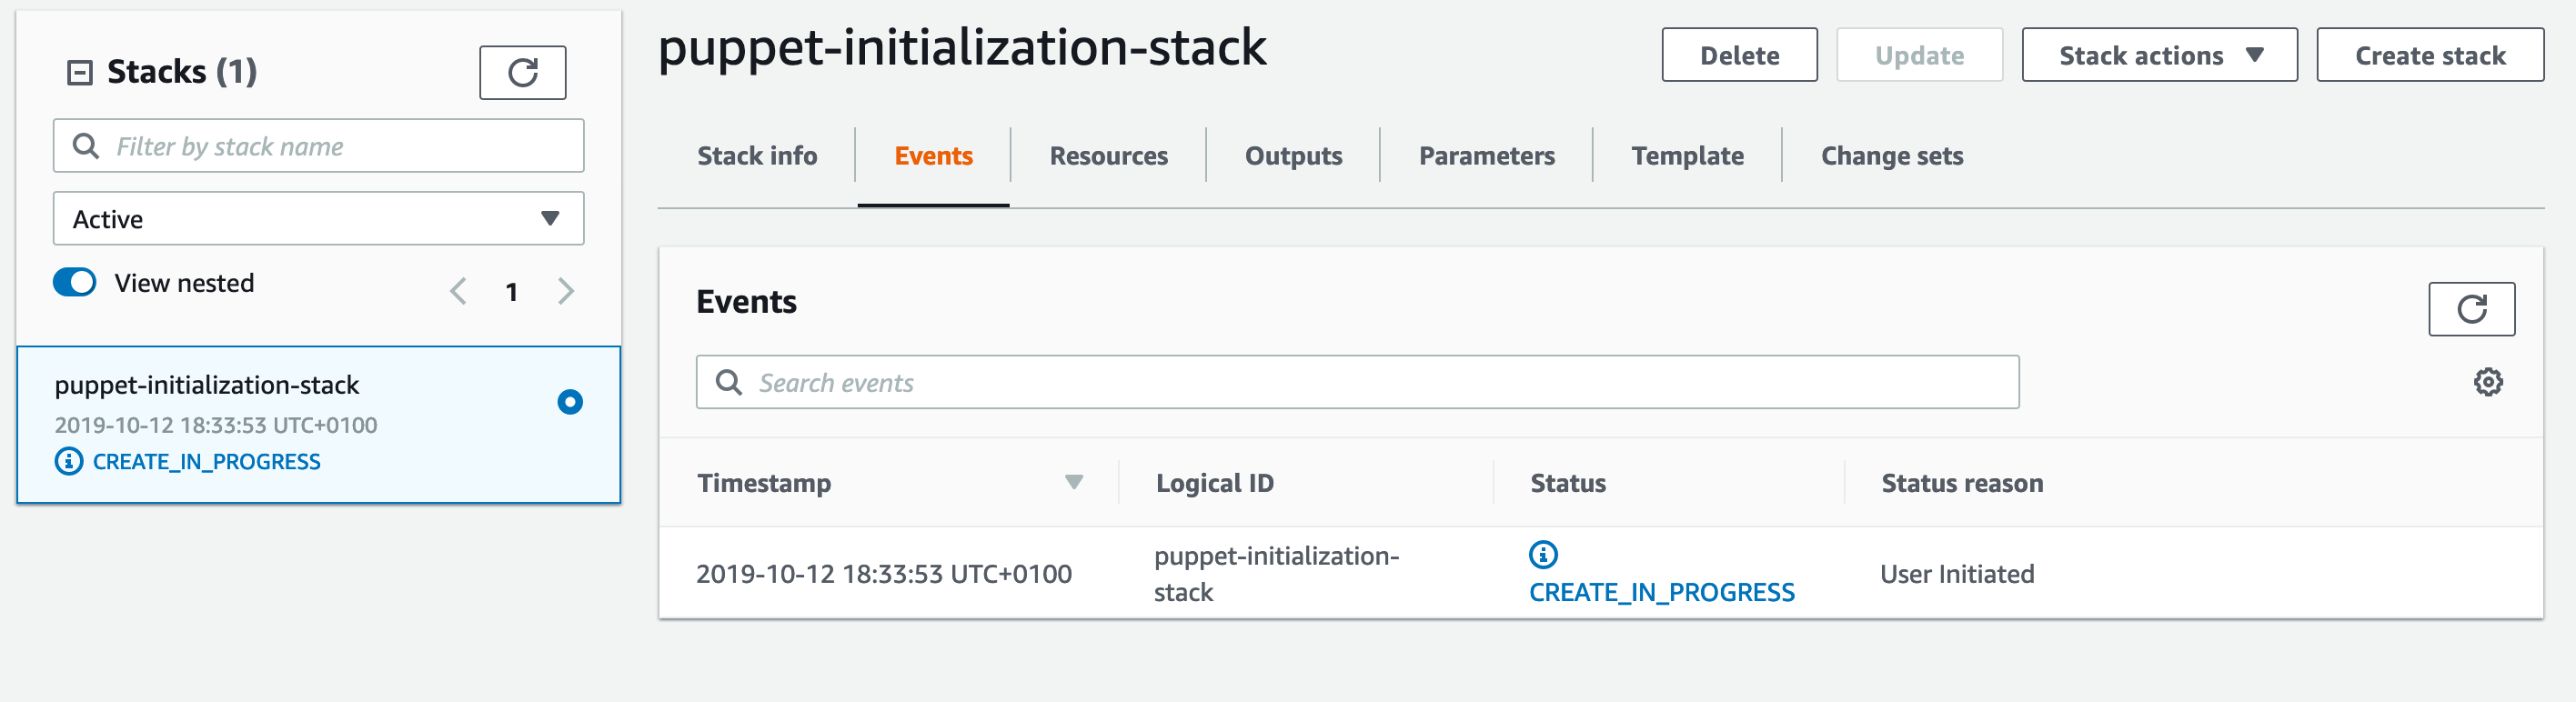 Stacks (1)
Filter by stack name
Active
View nested
1
puppet-initialization-stack
2019-10-12 18:33:53 UTC+0100
CREATE_IN_PROGRESS
puppet-initialization-stack
Delete
Update
Stack actions
Create stack
Stack info
Events
Resources
Outputs
Parameters
Template
Change sets
Events
Search events
Timestamp
Logical ID
Status
Status reason
2019-10-12 18:33:53 UTC+0100
puppet-initialization-
stack
CREATE_IN_PROGRESS
User Initiated